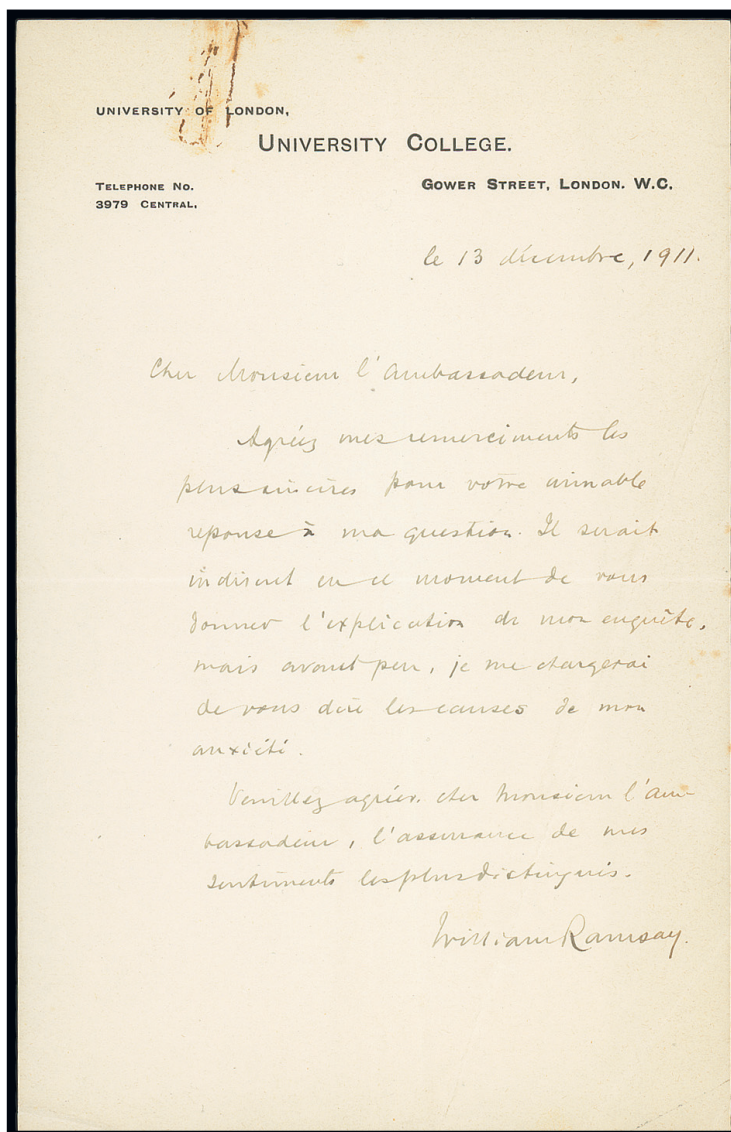 UNIVERSITY OF LONDON,
UNIVERSITY COLLEGE.
TELEPHONE NO.
3979 CENTRAL.
GOWER STREET, LONDON. W.C.
le 13 décembre, 1911.
Cher Monsieur l'Ambassadeur,
Agréez mes remerciments les
plus sincères pour votre aimable
reponse à ma question. Il serait
indiscret en ce moment de vous
donner l'explication de mon enquête,
mais avant peu, je me chargerai
de vous dire les causes de mon
anxiété.
Veuillez agréer, cher Monsieur l'am-
bassadeur, l'assurance de mes
sentiments les plus distingués.
William Ramsay.